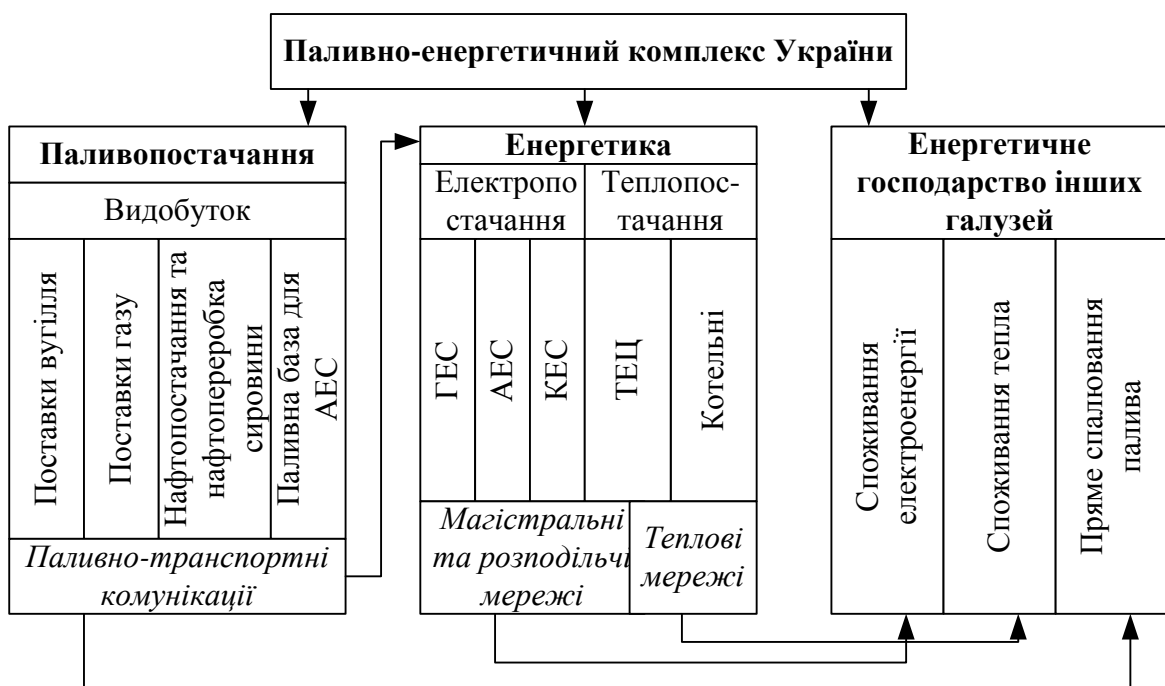 Паливно-енергетичний комплекс України
Паливопостачання
Видобуток
Поставки вугілля
Поставки газу
Нафтопостачання та
нафтопереробка
сировини
Паливна база для
АЕС
Паливно-транспортні
комунікації
Енергетика
Електропо
стачання
Теплопос-
тачання
ГЕС
АЕС
КЕС
ТЕЦ
Котельні
Магістральні
та розподільчі
мережі
Теплові
мережі
Енергетичне
господарство інших
галузей
Споживання
електроенергії
Споживання тепла
Пряме спалювання
палива